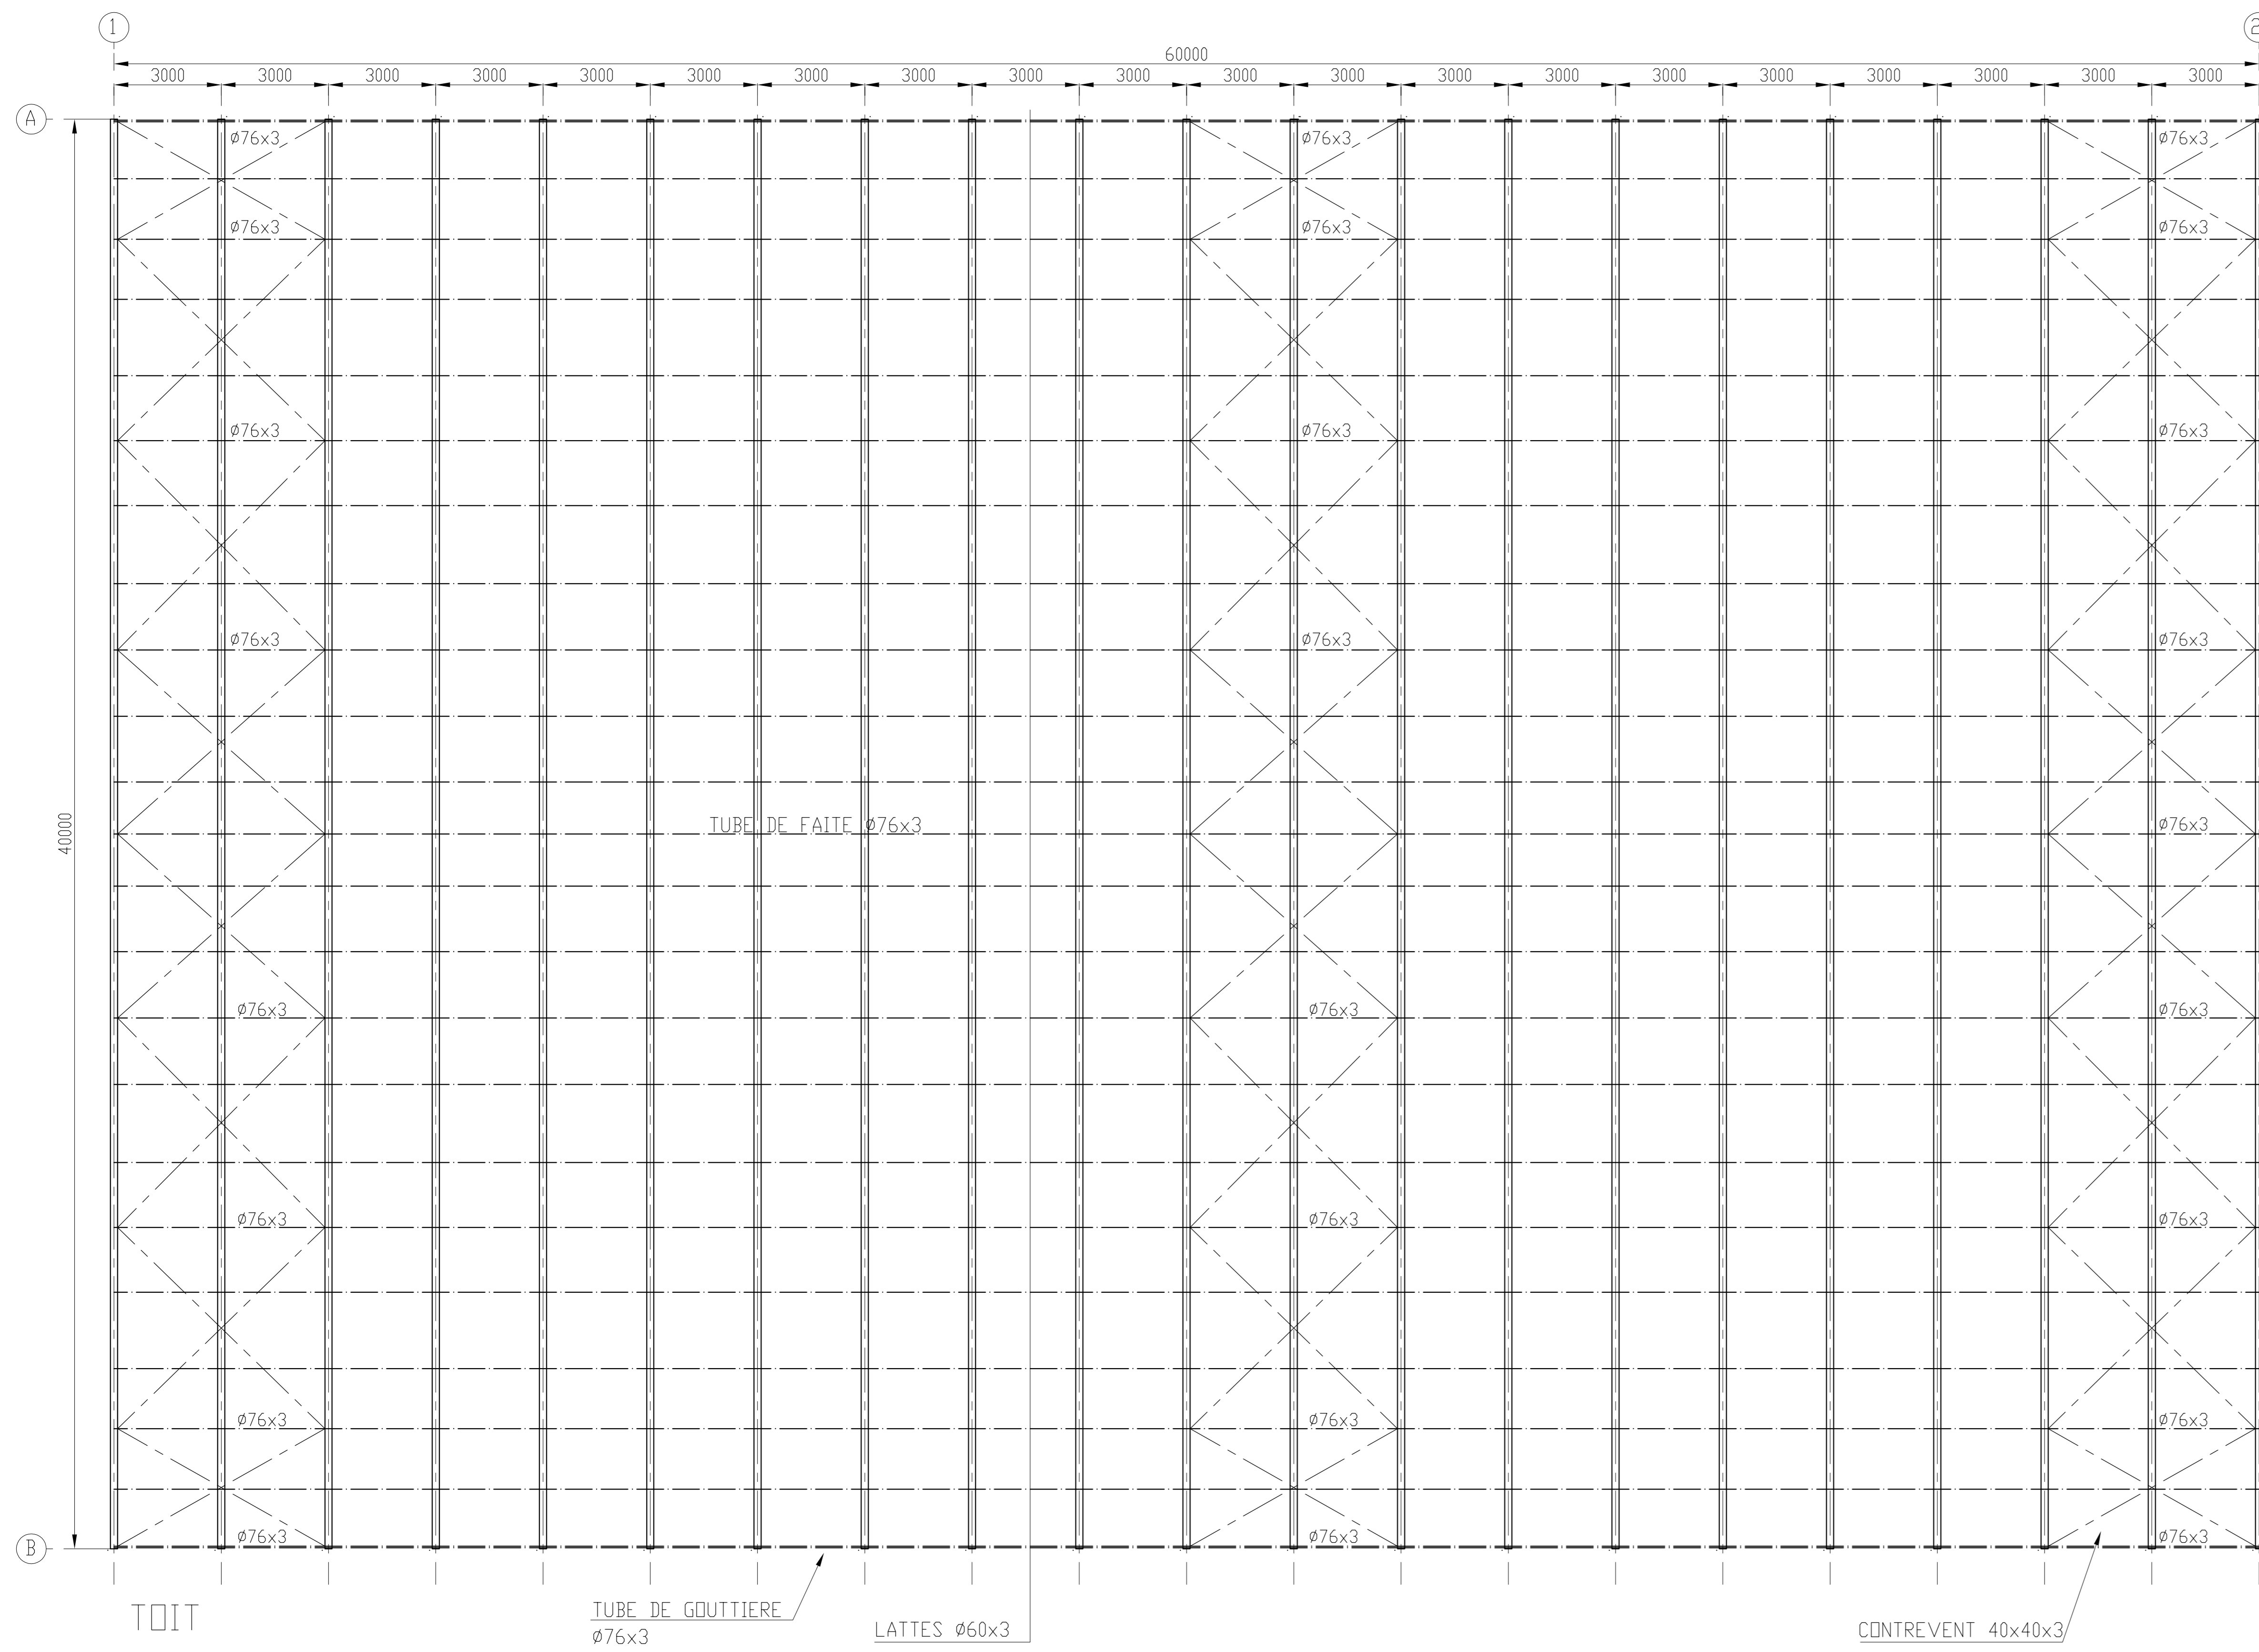 1 2
60000
3000 3000 3000 3000 3000 3000 3000 3000 3000 3000 3000 3000 3000 3000 3000 3000 3000 3000 3000 3000
A
ø76x3 ø76x3 ø76x3
ø76x3 ø76x3 ø76x3
ø76x3 ø76x3 ø76x3
ø76x3 ø76x3 ø76x3
40000
TUBE DE FAITE ø76x3 ø76x3
ø76x3 ø76x3 ø76x3
ø76x3 ø76x3 ø76x3
ø76x3 ø76x3 ø76x3
ø76x3 ø76x3 ø76x3
B
TOIT
TUBE DE GOUTTIERE
ø76x3
LATTES ø60x3
CONTREVENT 40x40x3